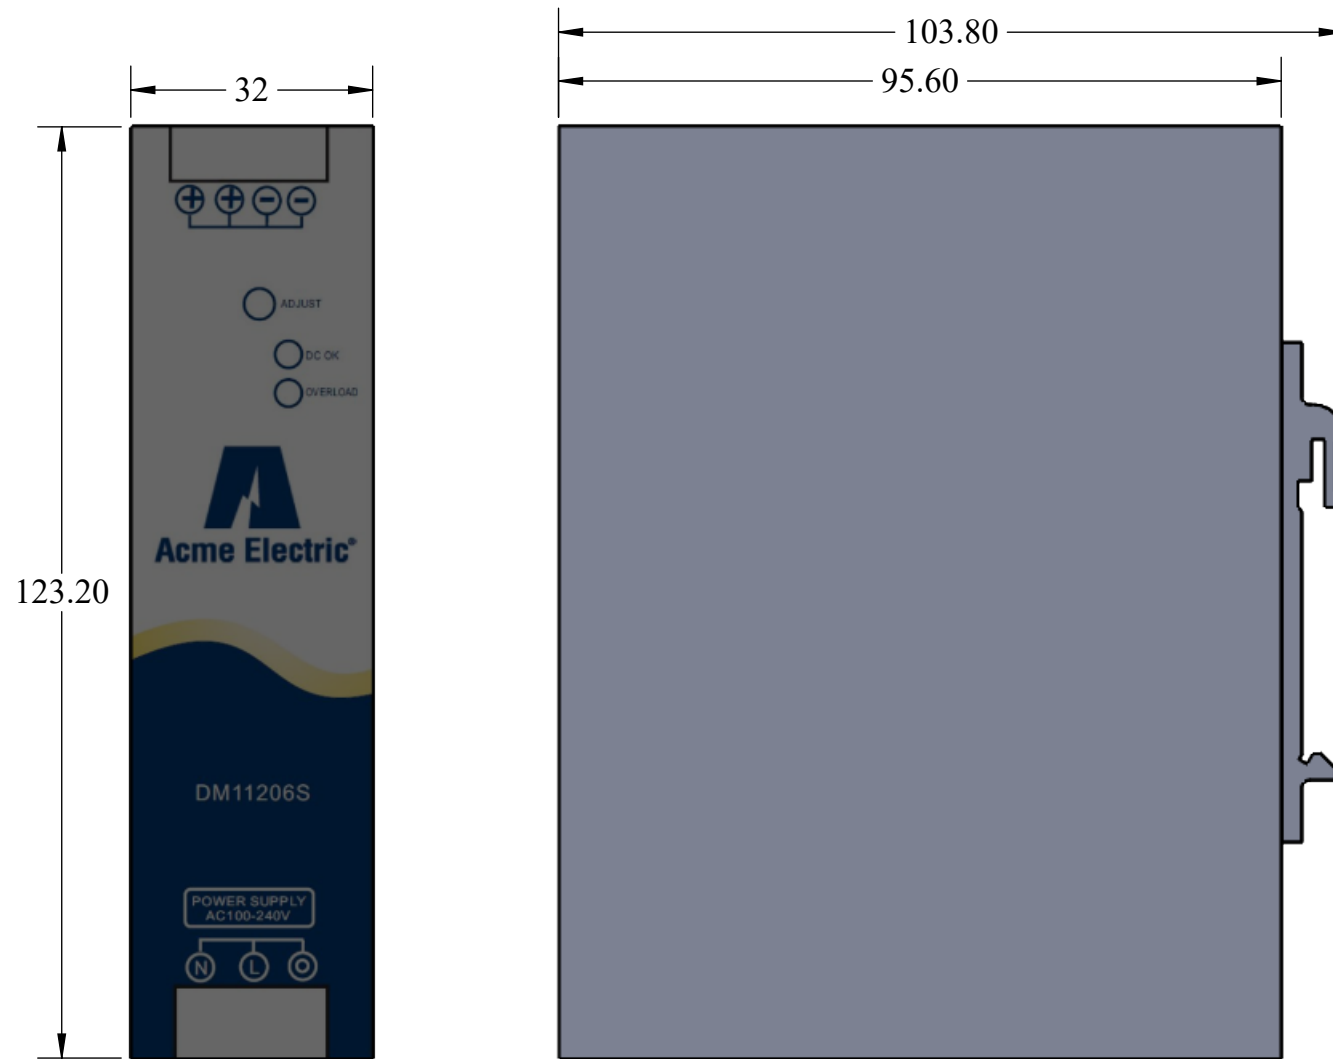 103.80
95.60
32
ADJUST
DC OK
OVERLOAD
Acme Electric®
123.20
DM11206S
POWER SUPPLY
AC100-240V
N L